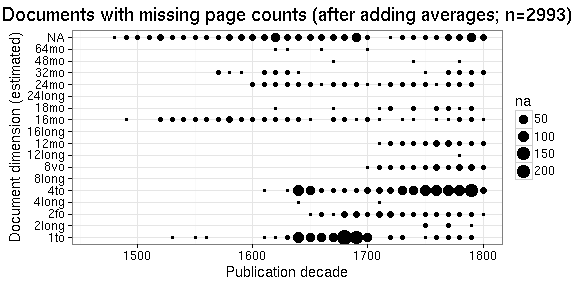 Documents with missing page counts (after adding averages; n=2993)
Document dimension (estimated)
NA
64mo
48mo
32mo
24mo
24long
18mo
16mo
16long
12mo
12long
8vo
8long
4to
4long
2fo
2long
1to
1500
1600
1700
1800
Publication decade
na
50
100
150
200